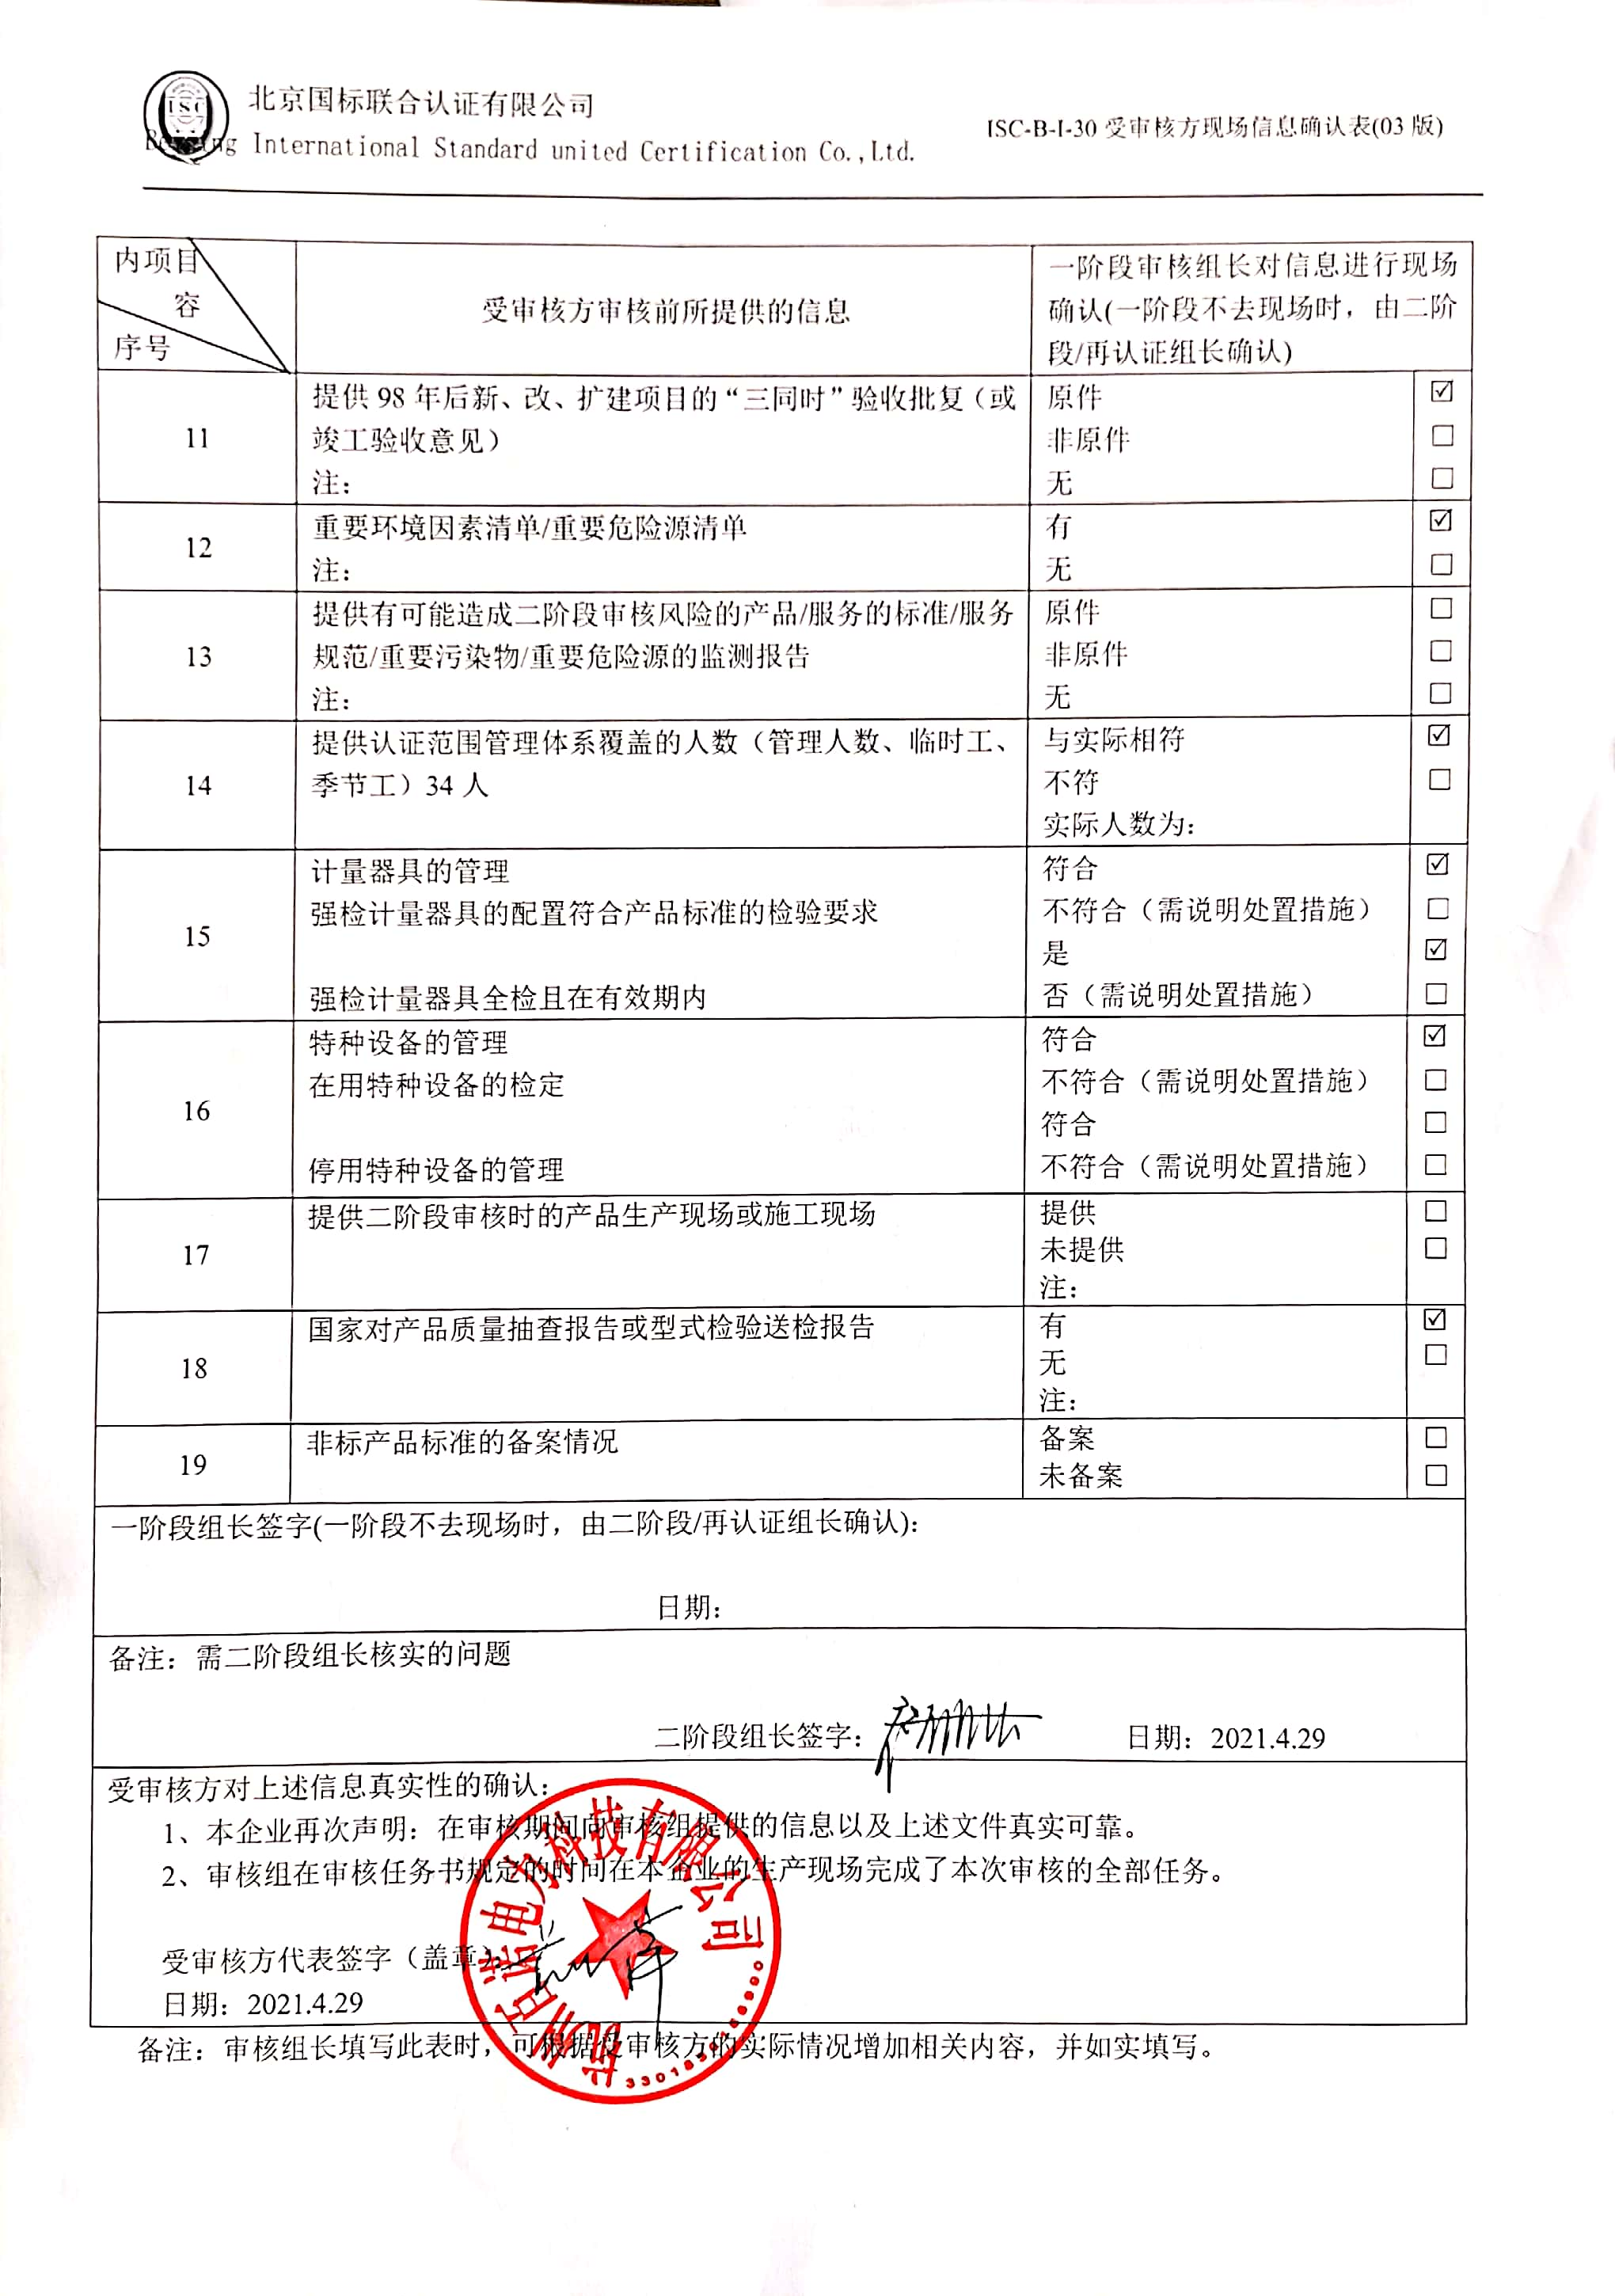 北京国标联合认证有限公司
ISC-B-I-30 受审核方现场信息确认表(03 版)
ISC
Beijing International Standard united Certification Co.,Ltd.
内项目
容
序号
受审核方审核前所提供的信息
一阶段审核组长对信息进行现场
确认(一阶段不去现场时，由二阶
段/再认证组长确认)
11
提供 98 年后新、改、扩建项目的“三同时”验收批复（或
竣工验收意见）
注：
原件 ☑
非原件 □
无 □
12
重要环境因素清单/重要危险源清单
注：
有 ☑
无 □
13
提供有可能造成二阶段审核风险的产品/服务的标准/服务
规范/重要污染物/重要危险源的监测报告
注：
原件 □
非原件 □
无 □
14
提供认证范围管理体系覆盖的人数（管理人数、临时工、
季节工）34 人
与实际相符 ☑
不符 □
实际人数为:
15
计量器具的管理
强检计量器具的配置符合产品标准的检验要求
强检计量器具全检且在有效期内
符合 ☑
不符合（需说明处置措施） □
是 ☑
否（需说明处置措施） □
16
特种设备的管理
在用特种设备的检定
停用特种设备的管理
符合 ☑
不符合（需说明处置措施） □
符合 □
不符合（需说明处置措施） □
17
提供二阶段审核时的产品生产现场或施工现场
提供 □
未提供 □
注：
18
国家对产品质量抽查报告或型式检验送检报告
有 ☑
无 □
注：
19
非标产品标准的备案情况
备案 □
未备案 □
一阶段组长签字(一阶段不去现场时，由二阶段/再认证组长确认)：
日期：
备注：需二阶段组长核实的问题
二阶段组长签字： 日期：2021.4.29
受审核方对上述信息真实性的确认：
1、本企业再次声明：在审核期间向审核组提供的信息以及上述文件真实可靠。
2、审核组在审核任务书规定的时间在本企业的生产现场完成了本次审核的全部任务。
受审核方代表签字（盖章）：
日期：2021.4.29
杭州百诺电力科技有限公司
备注：审核组长填写此表时，可根据受审核方的实际情况增加相关内容，并如实填写。